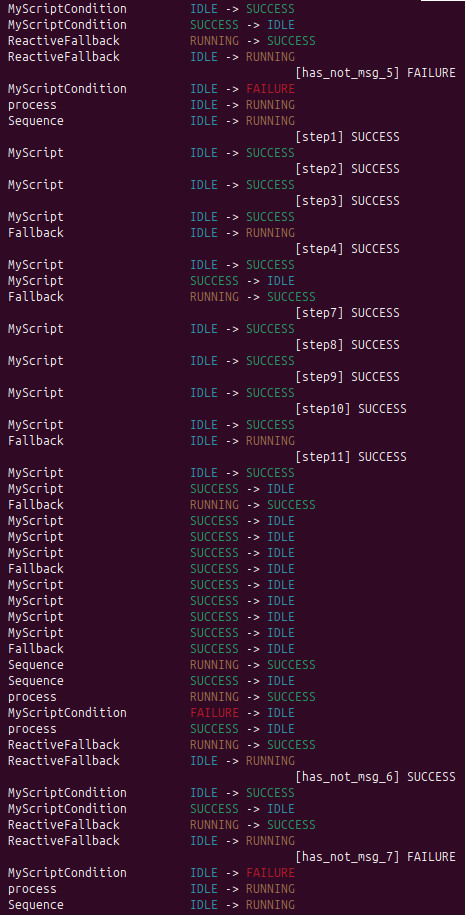 MyScriptCondition IDLE -> SUCCESS
MyScriptCondition SUCCESS -> IDLE
ReactiveFallback RUNNING -> SUCCESS
ReactiveFallback IDLE -> RUNNING
[has_not_msg_5] FAILURE
MyScriptCondition IDLE -> FAILURE
process IDLE -> RUNNING
Sequence IDLE -> RUNNING
[step1] SUCCESS
MyScript IDLE -> SUCCESS
[step2] SUCCESS
MyScript IDLE -> SUCCESS
[step3] SUCCESS
MyScript IDLE -> SUCCESS
Fallback IDLE -> RUNNING
[step4] SUCCESS
MyScript IDLE -> SUCCESS
MyScript SUCCESS -> IDLE
Fallback RUNNING -> SUCCESS
[step7] SUCCESS
MyScript IDLE -> SUCCESS
[step8] SUCCESS
MyScript IDLE -> SUCCESS
[step9] SUCCESS
MyScript IDLE -> SUCCESS
[step10] SUCCESS
MyScript IDLE -> SUCCESS
Fallback IDLE -> RUNNING
[step11] SUCCESS
MyScript IDLE -> SUCCESS
MyScript SUCCESS -> IDLE
Fallback RUNNING -> SUCCESS
MyScript SUCCESS -> IDLE
MyScript SUCCESS -> IDLE
MyScript SUCCESS -> IDLE
Fallback SUCCESS -> IDLE
MyScript SUCCESS -> IDLE
MyScript SUCCESS -> IDLE
MyScript SUCCESS -> IDLE
MyScript SUCCESS -> IDLE
Fallback SUCCESS -> IDLE
Sequence RUNNING -> SUCCESS
Sequence SUCCESS -> IDLE
process RUNNING -> SUCCESS
MyScriptCondition FAILURE -> IDLE
process SUCCESS -> IDLE
ReactiveFallback RUNNING -> SUCCESS
ReactiveFallback IDLE -> RUNNING
[has_not_msg_6] SUCCESS
MyScriptCondition IDLE -> SUCCESS
MyScriptCondition SUCCESS -> IDLE
ReactiveFallback RUNNING -> SUCCESS
ReactiveFallback IDLE -> RUNNING
[has_not_msg_7] FAILURE
MyScriptCondition IDLE -> FAILURE
process IDLE -> RUNNING
Sequence IDLE -> RUNNING